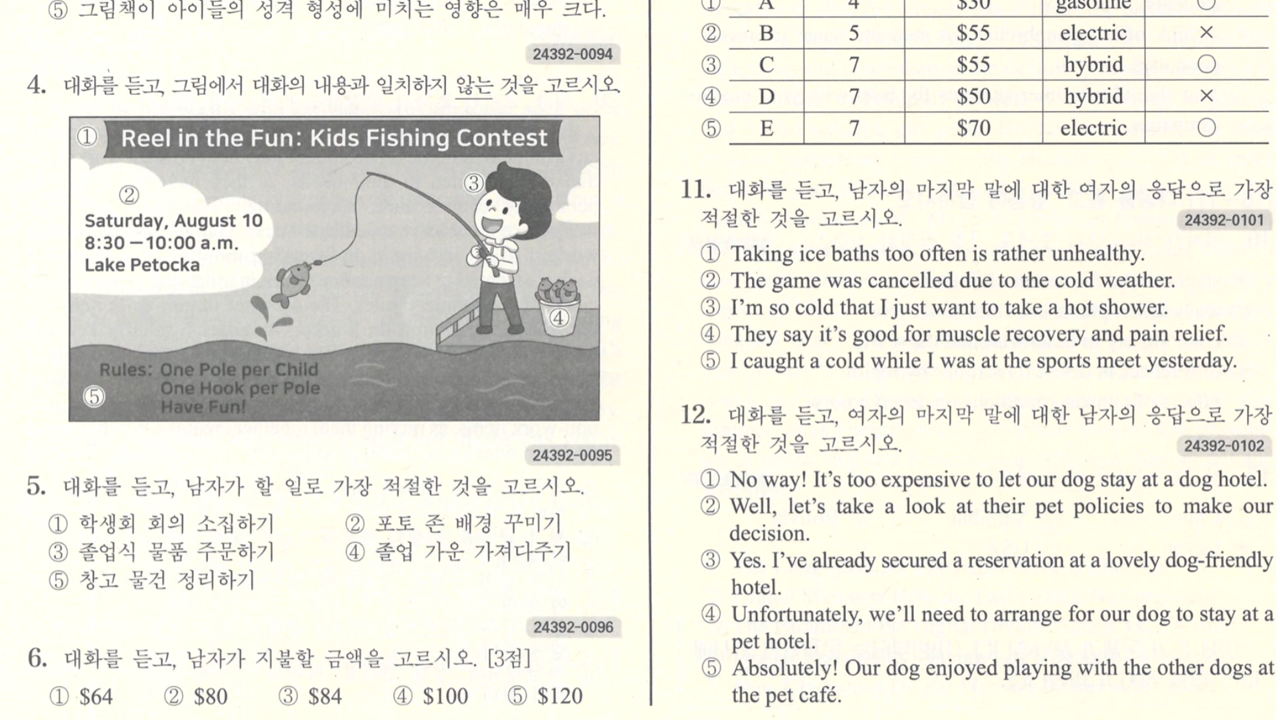 ⑤ 그림책이 아이들의 성격 형성에 미치는 영향은 매우 크다.
24392-0094
4. 대화를 듣고, 그림에서 대화의 내용과 일치하지 않는 것을 고르시오.
① Reel in the Fun: Kids Fishing Contest
②
Saturday, August 10
8:30 – 10:00 a.m.
Lake Petocka
③
④
Rules: One Pole per Child
One Hook per Pole
⑤ Have Fun!
24392-0095
5. 대화를 듣고, 남자가 할 일로 가장 적절한 것을 고르시오.
① 학생회 회의 소집하기 ② 포토 존 배경 꾸미기
③ 졸업식 물품 주문하기 ④ 졸업 가운 가져다주기
⑤ 창고 물건 정리하기
24392-0096
6. 대화를 듣고, 남자가 지불할 금액을 고르시오. [3점]
① $64 ② $80 ③ $84 ④ $100 ⑤ $120
① A 4 $30 gasoline ○
② B 5 $55 electric ×
③ C 7 $55 hybrid ○
④ D 7 $50 hybrid ×
⑤ E 7 $70 electric ○
11. 대화를 듣고, 남자의 마지막 말에 대한 여자의 응답으로 가장
적절한 것을 고르시오. 24392-0101
① Taking ice baths too often is rather unhealthy.
② The game was cancelled due to the cold weather.
③ I'm so cold that I just want to take a hot shower.
④ They say it's good for muscle recovery and pain relief.
⑤ I caught a cold while I was at the sports meet yesterday.
12. 대화를 듣고, 여자의 마지막 말에 대한 남자의 응답으로 가장
적절한 것을 고르시오. 24392-0102
① No way! It's too expensive to let our dog stay at a dog hotel.
② Well, let's take a look at their pet policies to make our
decision.
③ Yes. I've already secured a reservation at a lovely dog-friendly
hotel.
④ Unfortunately, we'll need to arrange for our dog to stay at a
pet hotel.
⑤ Absolutely! Our dog enjoyed playing with the other dogs at
the pet café.